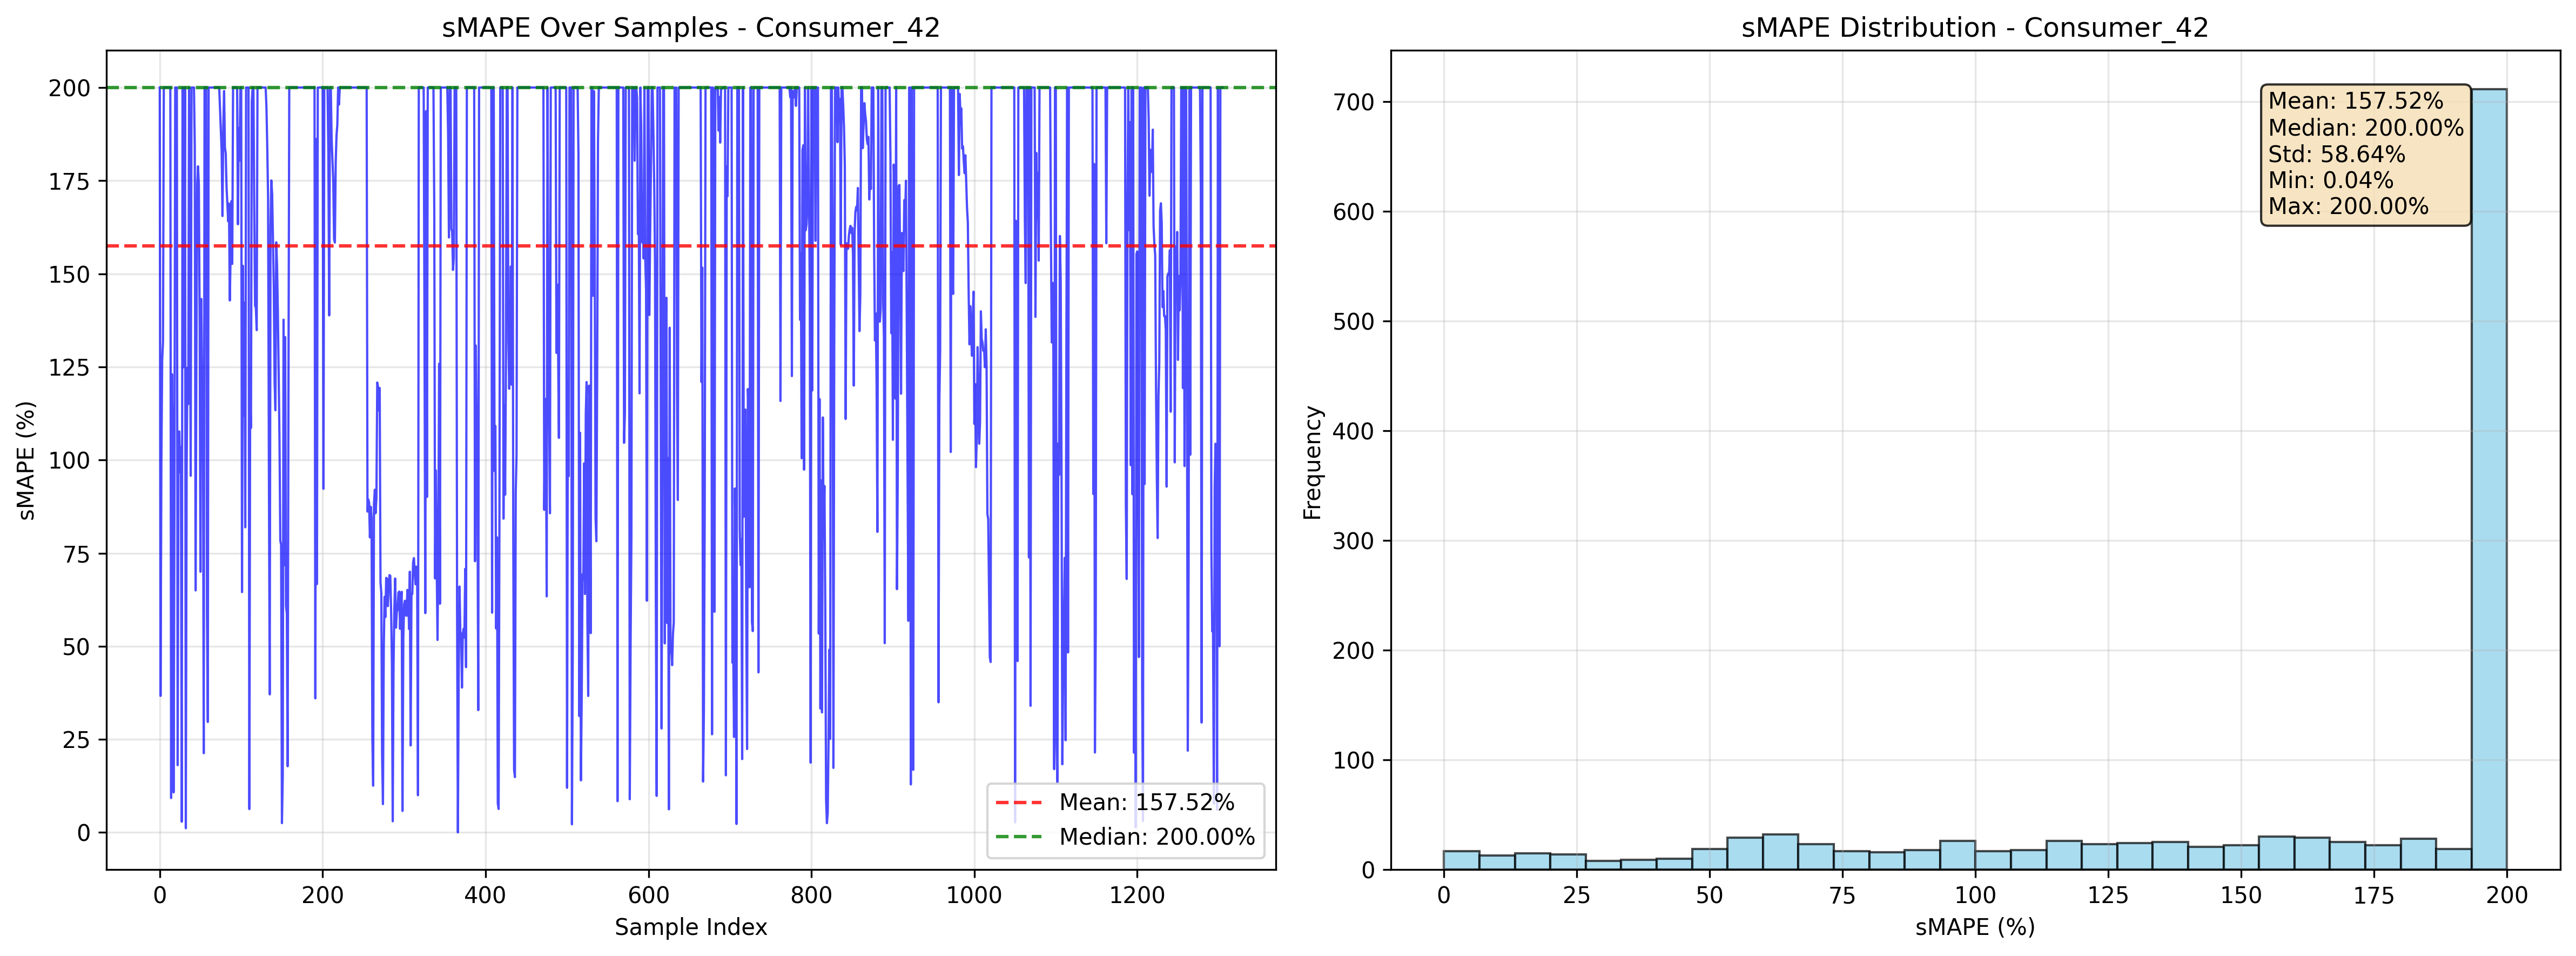 sMAPE Over Samples - Consumer_42
sMAPE (%)
200
175
150
125
100
75
50
25
0
Mean: 157.52%
Median: 200.00%
0 200 400 600 800 1000 1200
Sample Index
sMAPE Distribution - Consumer_42
Frequency
700
600
500
400
300
200
100
0
Mean: 157.52%
Median: 200.00%
Std: 58.64%
Min: 0.04%
Max: 200.00%
0 25 50 75 100 125 150 175 200
sMAPE (%)